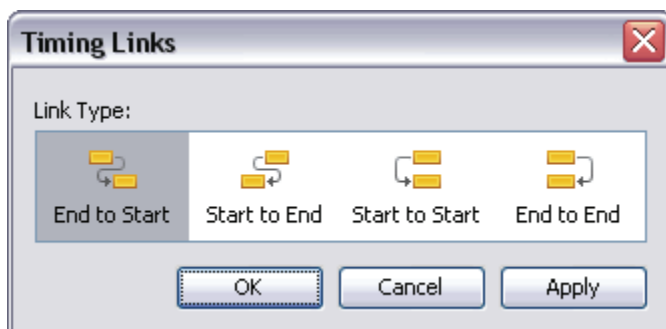 Timing Links
Link Type:
End to Start Start to End Start to Start End to End
OK Cancel Apply